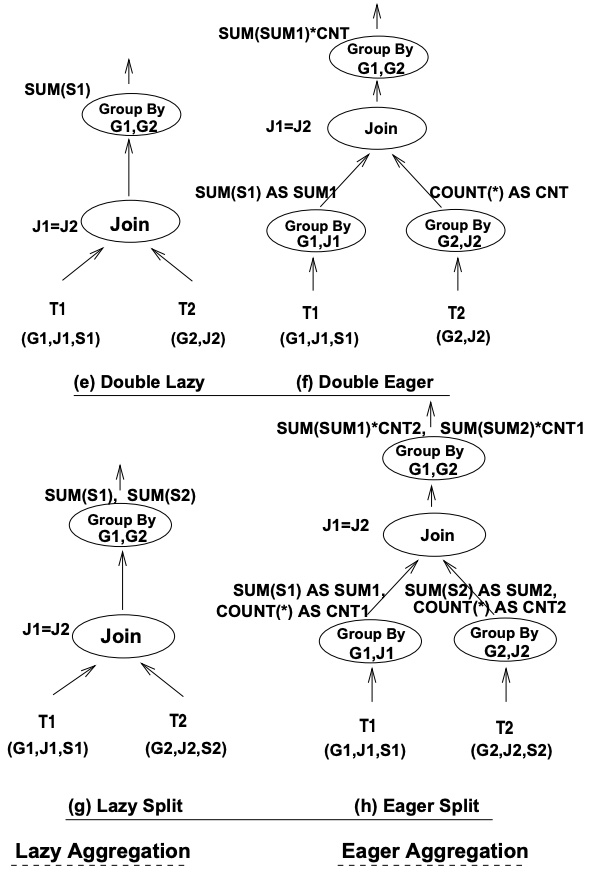 SUM(S1)
Group By
G1,G2
J1=J2
Join
T1
T2
(G1,J1,S1)
(G2,J2)
(e) Double Lazy
SUM(SUM1)*CNT
Group By
G1,G2
J1=J2
Join
SUM(S1) AS SUM1
COUNT(*) AS CNT
Group By
G1,J1
Group By
G2,J2
T1
T2
(G1,J1,S1)
(G2,J2)
(f) Double Eager
SUM(S1), SUM(S2)
Group By
G1,G2
J1=J2
Join
T1
T2
(G1,J1,S1)
(G2,J2,S2)
(g) Lazy Split
SUM(SUM1)*CNT2, SUM(SUM2)*CNT1
Group By
G1,G2
J1=J2
Join
SUM(S1) AS SUM1,
COUNT(*) AS CNT1
SUM(S2) AS SUM2,
COUNT(*) AS CNT2
Group By
G1,J1
Group By
G2,J2
T1
T2
(G1,J1,S1)
(G2,J2,S2)
(h) Eager Split
Lazy Aggregation
Eager Aggregation